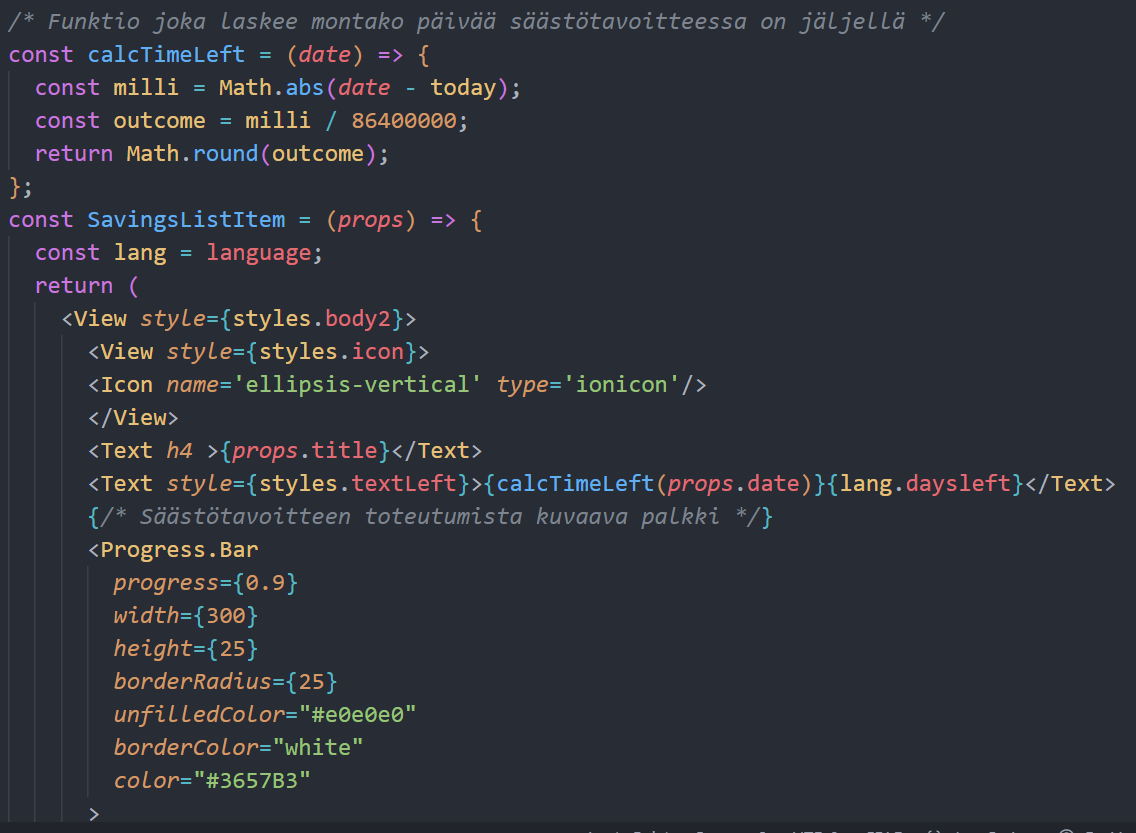 /* Funktio joka laskee montako päivää säästötavoitteessa on jäljellä */
const calcTimeLeft = (date) => {
  const milli = Math.abs(date - today);
  const outcome = milli / 86400000;
  return Math.round(outcome);
};
const SavingsListItem = (props) => {
  const lang = language;
  return (
    <View style={styles.body2}>
      <View style={styles.icon}>
      <Icon name='ellipsis-vertical' type='ionicon'/>
      </View>
      <Text h4 >{props.title}</Text>
      <Text style={styles.textLeft}>{calcTimeLeft(props.date)}{lang.daysleft}</Text>
      {/* Säästötavoitteen toteutumista kuvaava palkki */}
      <Progress.Bar
        progress={0.9}
        width={300}
        height={25}
        borderRadius={25}
        unfilledColor="#e0e0e0"
        borderColor="white"
        color="#3657B3"
      >